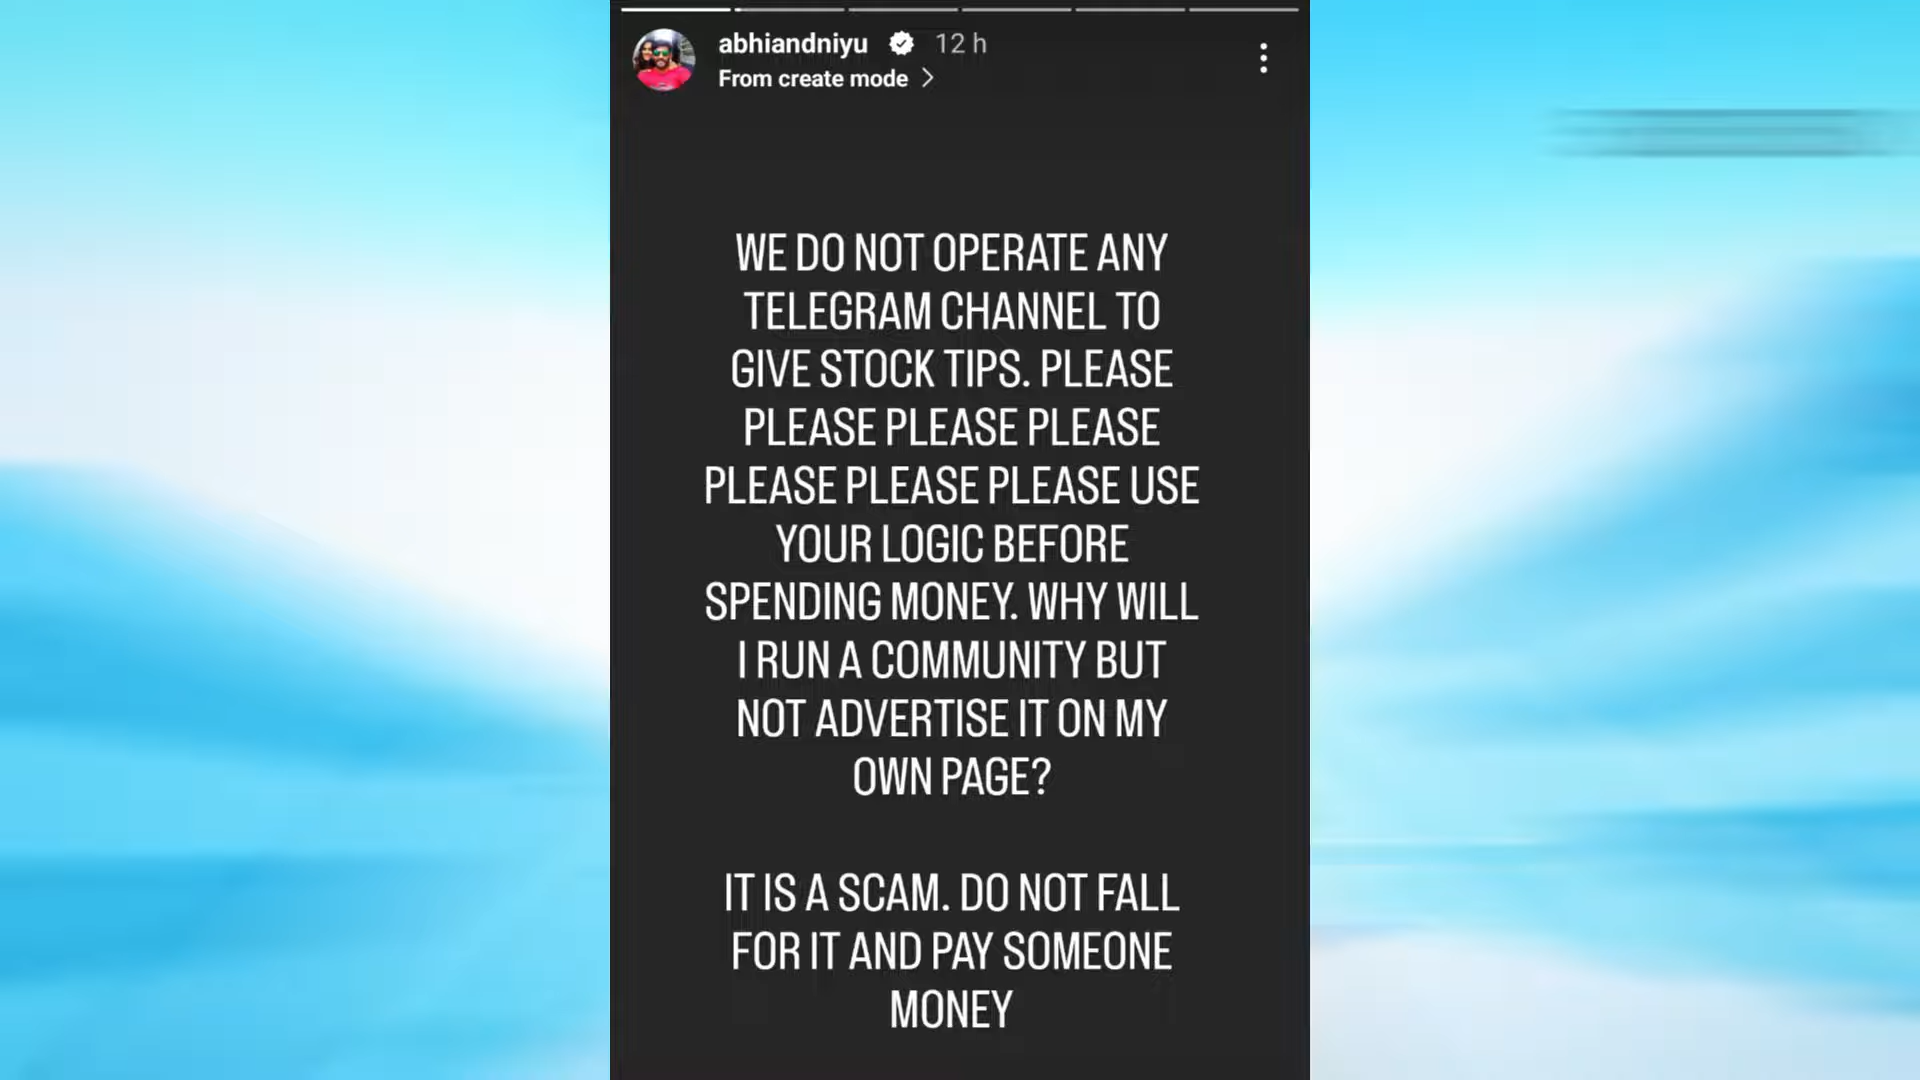 abhiandniyu 12 h
From create mode
WE DO NOT OPERATE ANY
TELEGRAM CHANNEL TO
GIVE STOCK TIPS. PLEASE
PLEASE PLEASE PLEASE
PLEASE PLEASE PLEASE USE
YOUR LOGIC BEFORE
SPENDING MONEY. WHY WILL
I RUN A COMMUNITY BUT
NOT ADVERTISE IT ON MY
OWN PAGE?
IT IS A SCAM. DO NOT FALL
FOR IT AND PAY SOMEONE
MONEY